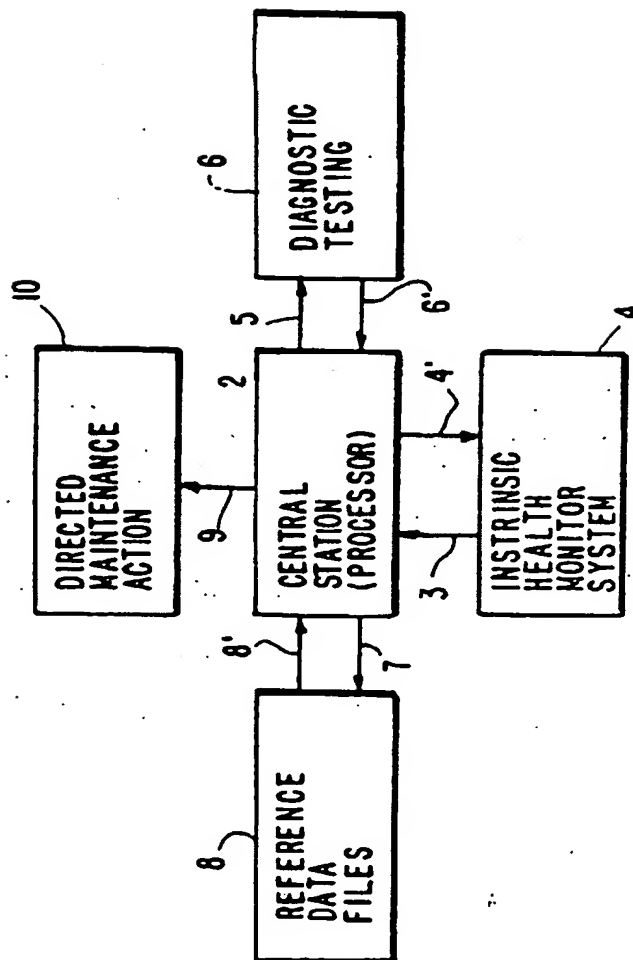 10
DIRECTED
MAINTENANCE
ACTION
9
8
REFERENCE
DATA
FILES
8'
7
2
CENTRAL
STATION
(PROCESSOR)
5
6'
6
DIAGNOSTIC
TESTING
3
4'
4
INSTRINSIC
HEALTH
MONITOR
SYSTEM